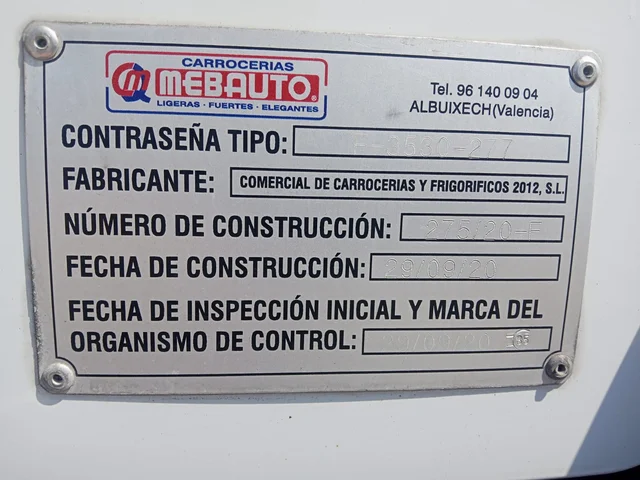 CARROCERIAS
MEBAUTO®
LIGERAS · FUERTES · ELEGANTES
Tel. 96 140 09 04
ALBUIXECH (Valencia)
CONTRASEÑA TIPO:
FABRICANTE: COMERCIAL DE CARROCERIAS Y FRIGORIFICOS 2012, S.L.
NÚMERO DE CONSTRUCCIÓN: 275/20-F
FECHA DE CONSTRUCCIÓN: 29/09/20
FECHA DE INSPECCIÓN INICIAL Y MARCA DEL
ORGANISMO DE CONTROL: